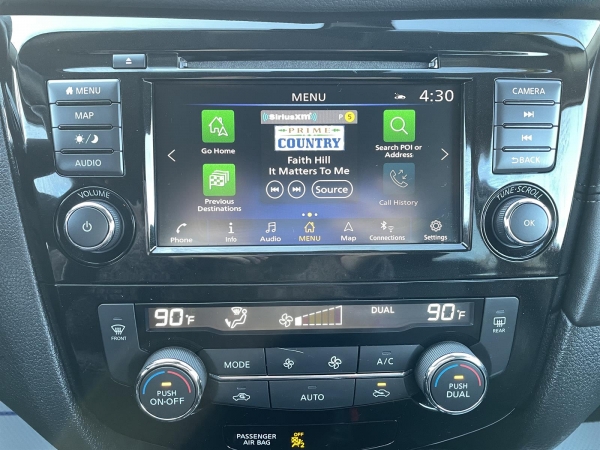 MENU
MAP
AUDIO
VOLUME
MENU
4:30
SiriusXM
P 5
PRIME
COUNTRY
Faith Hill
It Matters To Me
Source
Go Home
Previous
Destinations
Search POI or
Address
Call History
Phone
Info
Audio
MENU
Map
Connections
Settings
CAMERA
BACK
TUNE·SCROLL
OK
90°F
DUAL
90°F
FRONT
REAR
MODE
A/C
AUTO
PUSH
ON-OFF
PUSH
DUAL
PASSENGER
AIR BAG
OFF
2